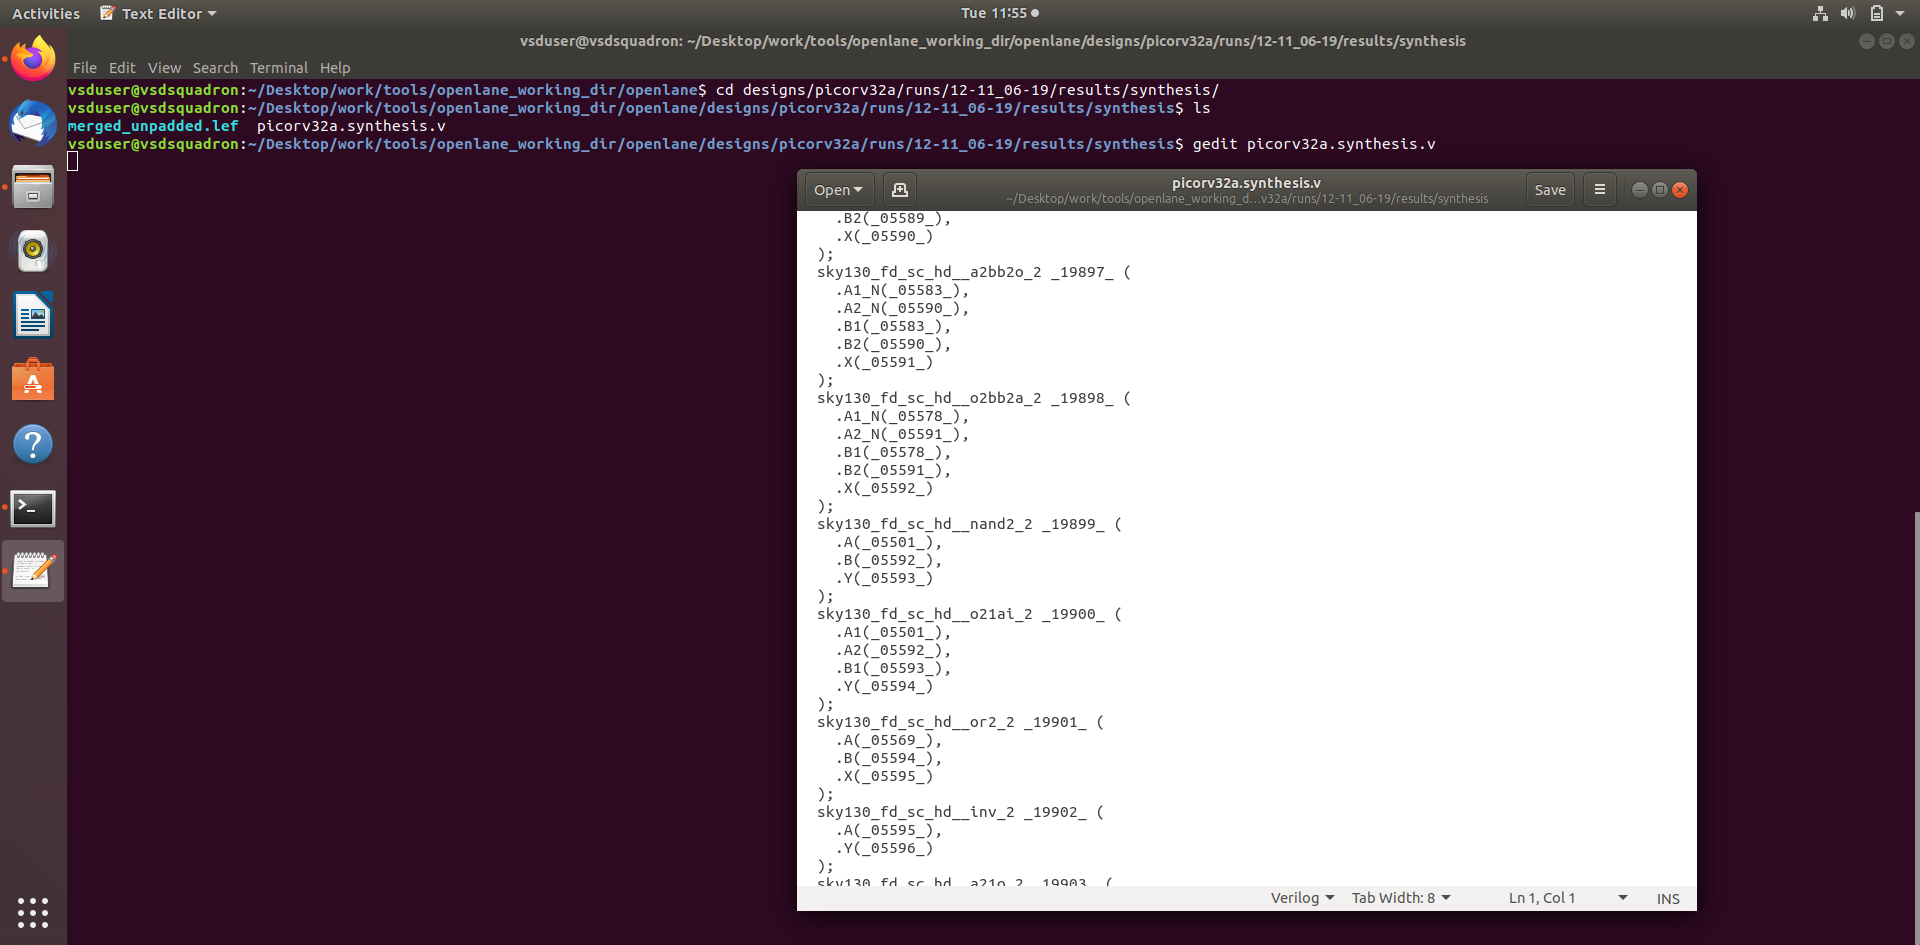 Activities Text Editor Tue 11:55
vsduser@vsdsquadron: ~/Desktop/work/tools/openlane_working_dir/openlane/designs/picorv32a/runs/12-11_06-19/results/synthesis
File Edit View Search Terminal Help
vsduser@vsdsquadron:~/Desktop/work/tools/openlane_working_dir/openlane$ cd designs/picorv32a/runs/12-11_06-19/results/synthesis/
vsduser@vsdsquadron:~/Desktop/work/tools/openlane_working_dir/openlane/designs/picorv32a/runs/12-11_06-19/results/synthesis$ ls
merged_unpadded.lef picorv32a.synthesis.v
vsduser@vsdsquadron:~/Desktop/work/tools/openlane_working_dir/openlane/designs/picorv32a/runs/12-11_06-19/results/synthesis$ gedit picorv32a.synthesis.v
Open picorv32a.synthesis.v Save
~/Desktop/work/tools/openlane_working_d...v32a/runs/12-11_06-19/results/synthesis
.B2(_05589_),
.X(_05590_)
);
sky130_fd_sc_hd__a2bb2o_2 _19897_ (
.A1_N(_05583_),
.A2_N(_05590_),
.B1(_05583_),
.B2(_05590_),
.X(_05591_)
);
sky130_fd_sc_hd__o2bb2a_2 _19898_ (
.A1_N(_05578_),
.A2_N(_05591_),
.B1(_05578_),
.B2(_05591_),
.X(_05592_)
);
sky130_fd_sc_hd__nand2_2 _19899_ (
.A(_05501_),
.B(_05592_),
.Y(_05593_)
);
sky130_fd_sc_hd__o21ai_2 _19900_ (
.A1(_05501_),
.A2(_05592_),
.B1(_05593_),
.Y(_05594_)
);
sky130_fd_sc_hd__or2_2 _19901_ (
.A(_05569_),
.B(_05594_),
.X(_05595_)
);
sky130_fd_sc_hd__inv_2 _19902_ (
.A(_05595_),
.Y(_05596_)
);
sky130_fd_sc_hd__a21o_2 _19903_ (
Verilog Tab Width: 8 Ln 1, Col 1 INS